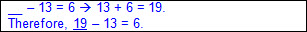 __ – 13 = 6 → 13 + 6 = 19.
Therefore, 19 – 13 = 6.